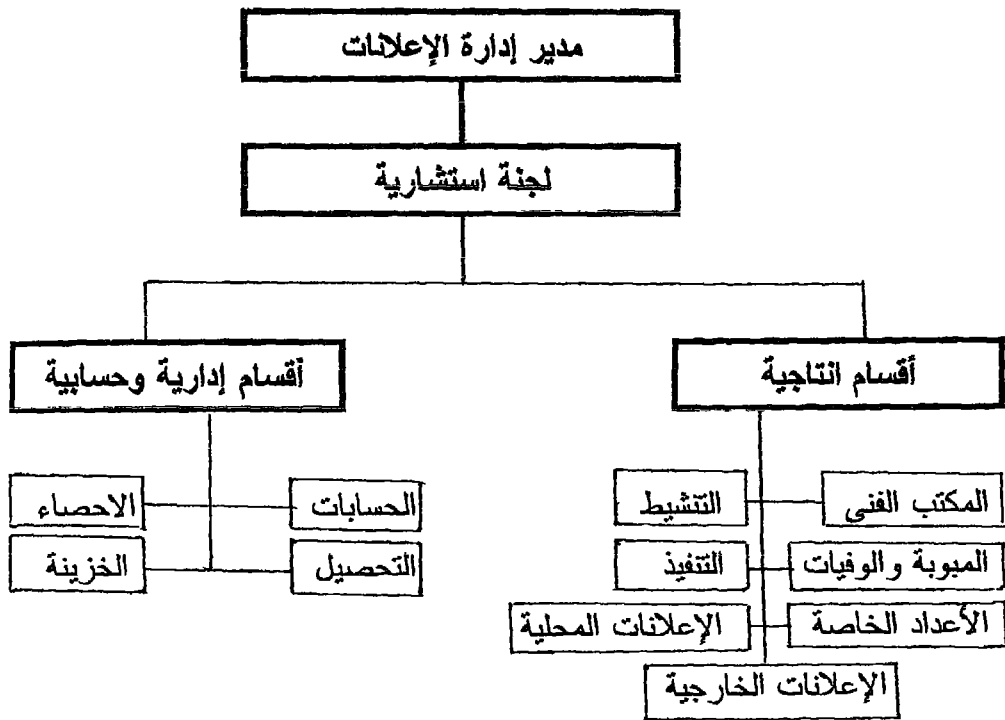 مدير إدارة الإعلانات
لجنة استشارية
أقسام انتاجية
أقسام إدارية وحسابية
المكتب الفنى
التنشيط
الحسابات
الاحصاء
المبوبة والوفيات
التنفيذ
التحصيل
الخزينة
الأعداد الخاصة
الإعلانات المحلية
الإعلانات الخارجية